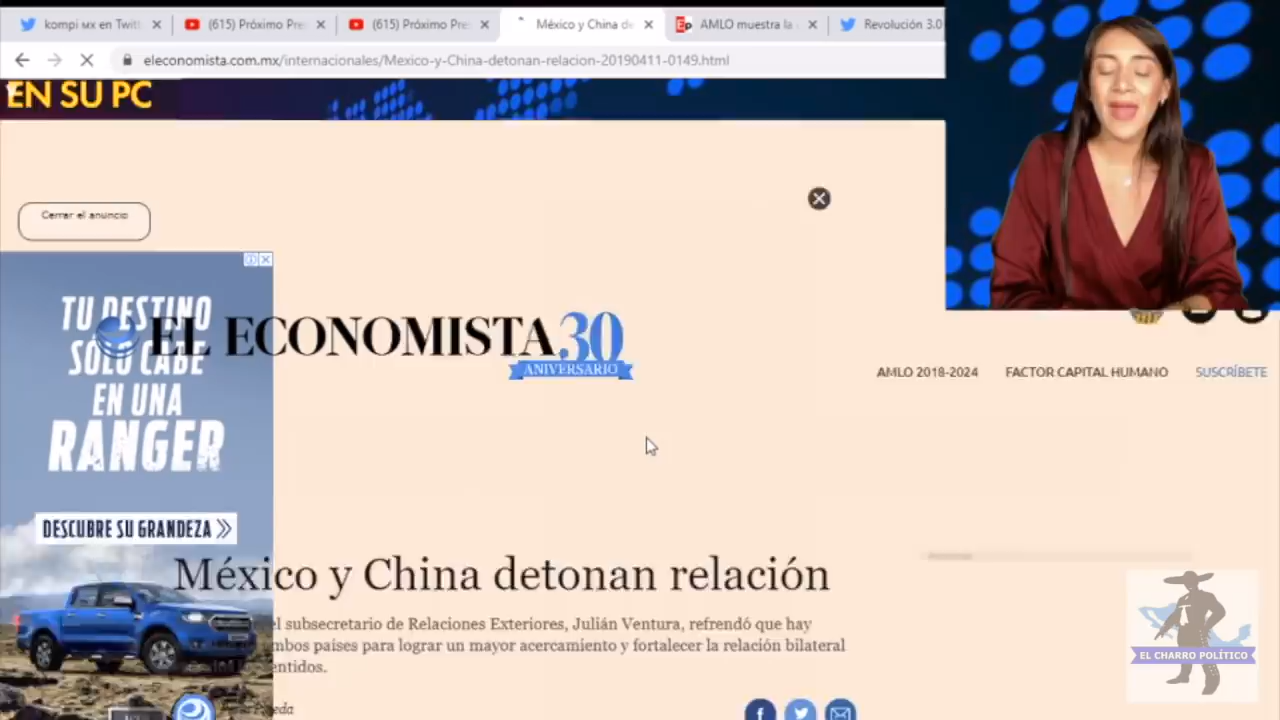 kompi mx en Twitt
(615) Próximo Pre
(615) Próximo Pre
México y China de
AMLO muestra la
Revolución 3.0
eleconomista.com.mx/internacionales/Mexico-y-China-detonan-relacion-20190411-0149.html
EN SU PC
Cerrar el anuncio
TU DESTINO
SOLO CABE
EN UNA
RANGER
DESCUBRE SU GRANDEZA
EL ECONOMISTA 30
ANIVERSARIO
AMLO 2018-2024
FACTOR CAPITAL HUMANO
SUSCRÍBETE
México y China detonan relación
el subsecretario de Relaciones Exteriores, Julián Ventura, refrendó que hay
mbos países para lograr un mayor acercamiento y fortalecer la relación bilateral
entidos.
EL CHARRO POLÍTICO